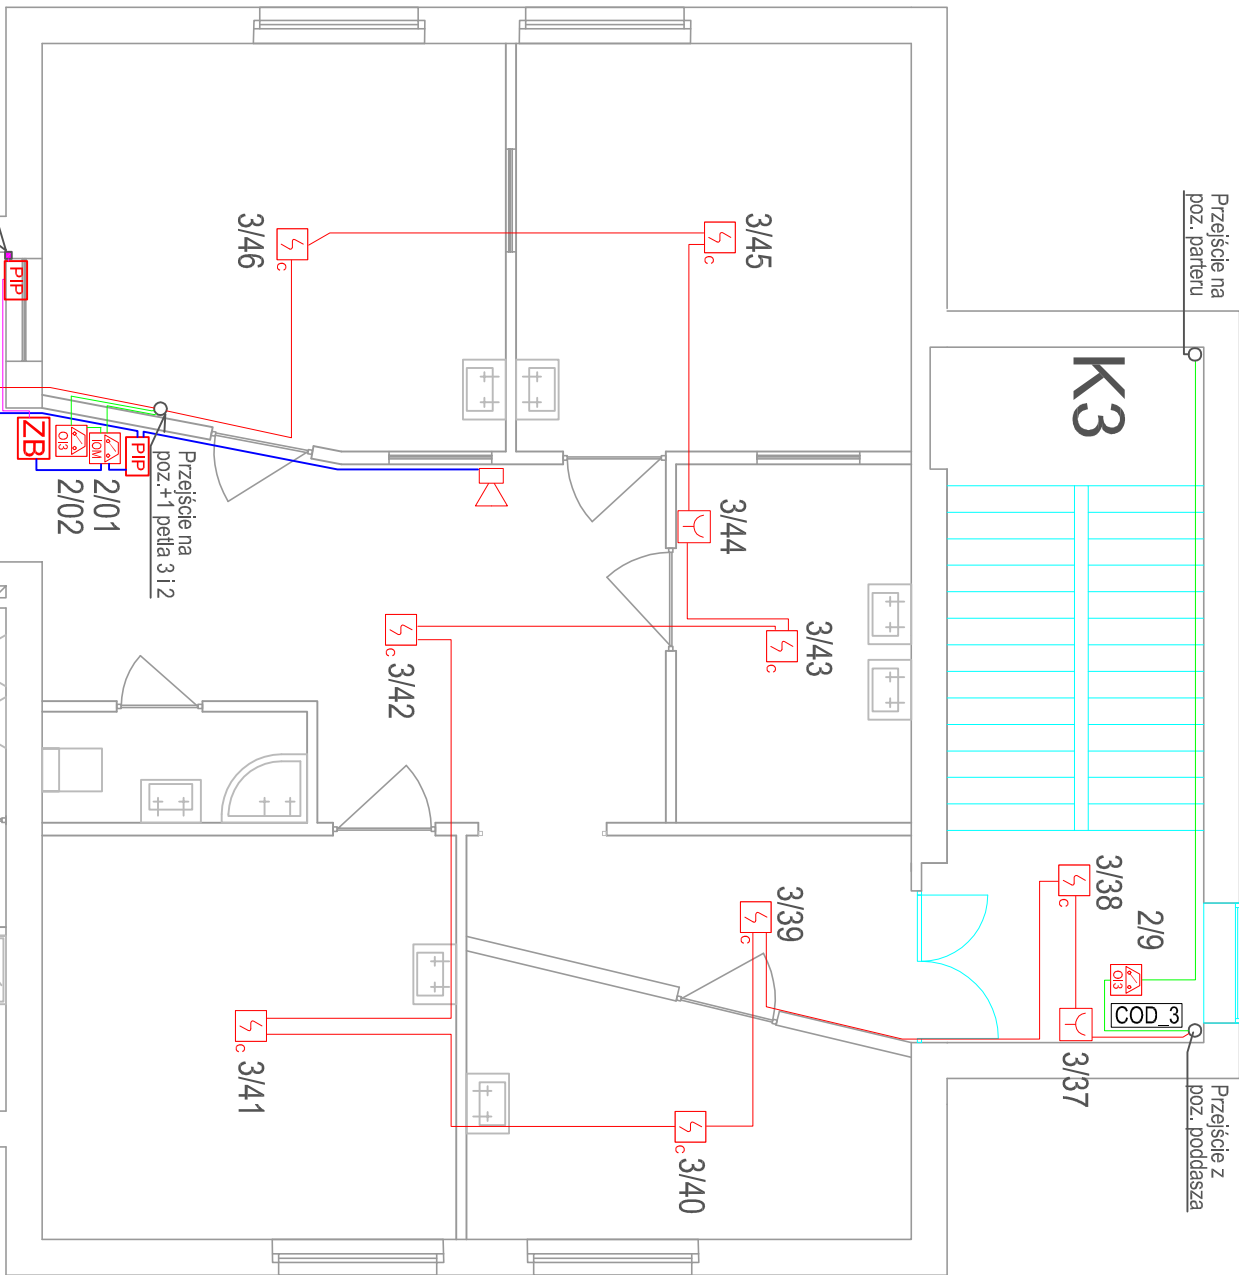 Przejście na
poz. parteru
K3
3/45
3/46
C
C
PIP
ZB
OI3
IOM
PIP
2/02
2/01
Przejście na
poz.+1 petla 3 i 2
3/44
3/43
C
3/42
C
3/38
C
3/39
C
2/9
OI3
COD_3
3/37
3/41
C
3/40
C
Przejście z
poz. poddasza